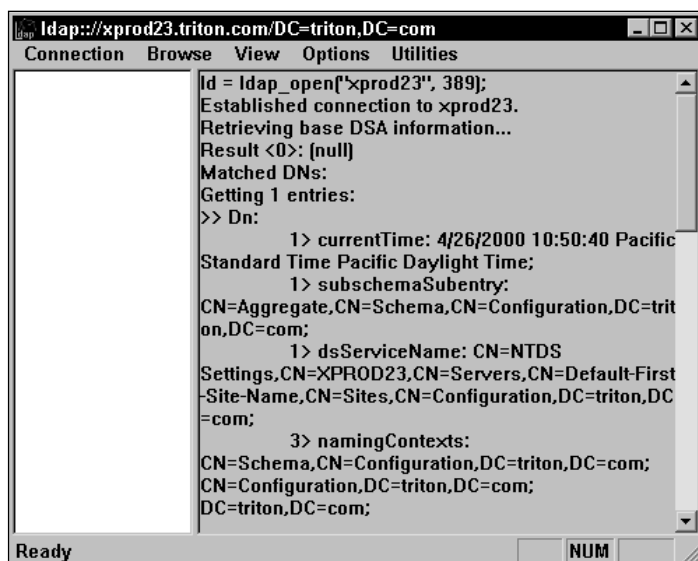 ldap::://xprod23.triton.com/DC=triton,DC=com
Connection Browse View Options Utilities
ld = ldap_open("xprod23", 389);
Established connection to xprod23.
Retrieving base DSA information...
Result <0>: (null)
Matched DNs:
Getting 1 entries:
>> Dn:
1> currentTime: 4/26/2000 10:50:40 Pacific
Standard Time Pacific Daylight Time;
1> subschemaSubentry:
CN=Aggregate,CN=Schema,CN=Configuration,DC=trit
on,DC=com;
1> dsServiceName: CN=NTDS
Settings,CN=XPROD23,CN=Servers,CN=Default-First
-Site-Name,CN=Sites,CN=Configuration,DC=triton,DC
=com;
3> namingContexts:
CN=Schema,CN=Configuration,DC=triton,DC=com;
CN=Configuration,DC=triton,DC=com;
DC=triton,DC=com;
Ready NUM